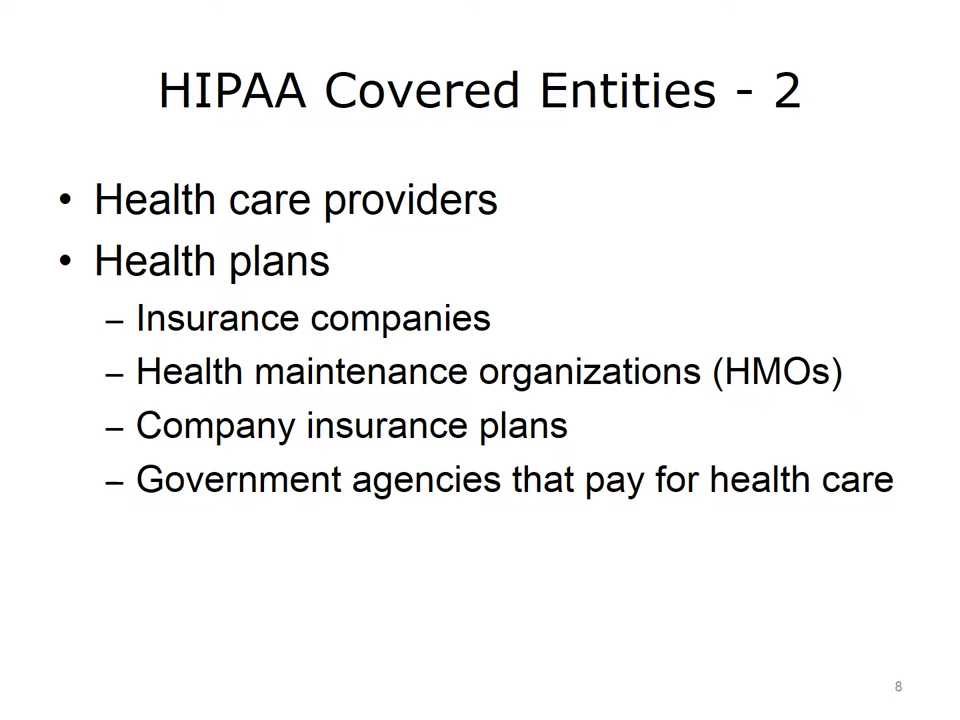 HIPAA Covered Entities - 2
• Health care providers
• Health plans
– Insurance companies
– Health maintenance organizations (HMOs)
– Company insurance plans
– Government agencies that pay for health care
8